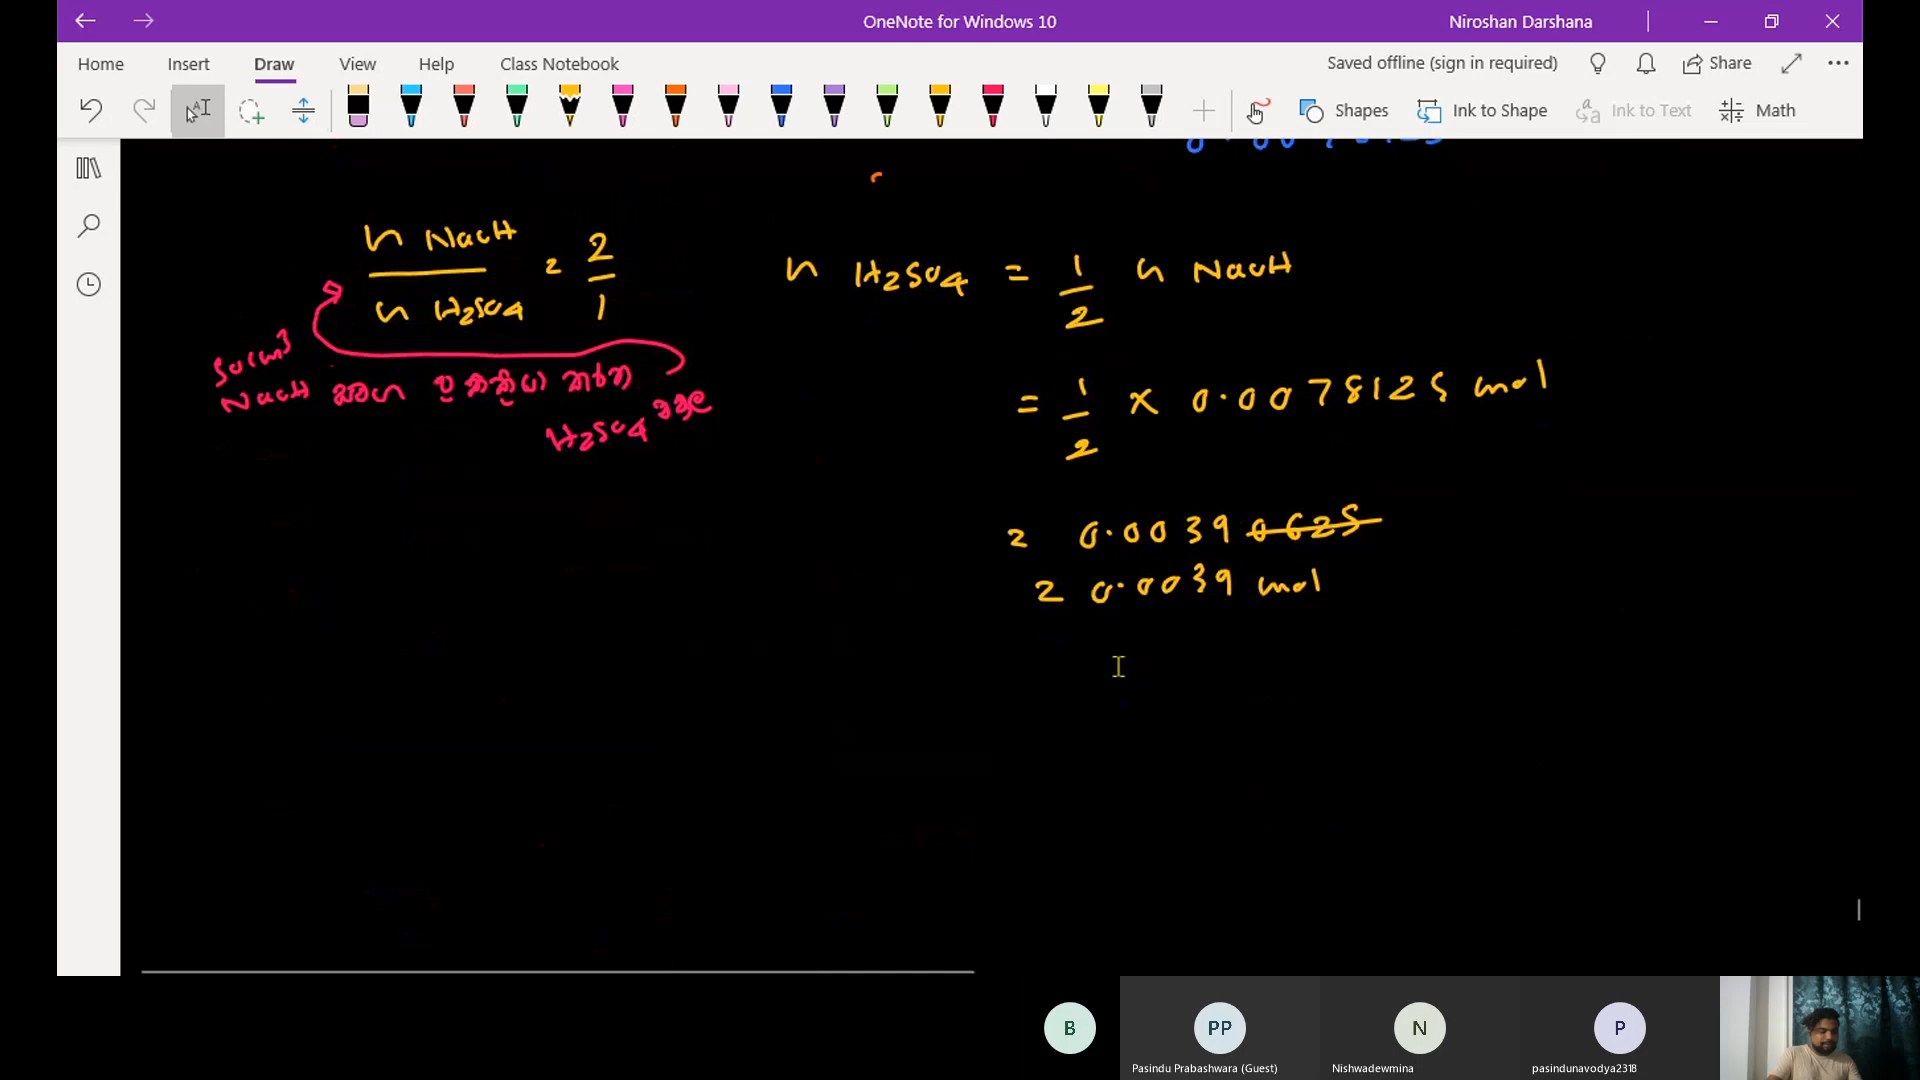 OneNote for Windows 10
Niroshan Darshana
Home Insert Draw View Help Class Notebook
Saved offline (sign in required) Share
Shapes Ink to Shape Ink to Text Math
n NaOH / n H₂SO₄ = 2 / 1
n H₂SO₄ = 1/2 n NaOH
NaOH සමග
H₂SO₄
= 1/2 × 0.0078125 mol
= 0.00390625
= 0.0039 mol
B PP N P
Pasindu Prabashwara (Guest) Nishwadewmina pasindunavodya2318